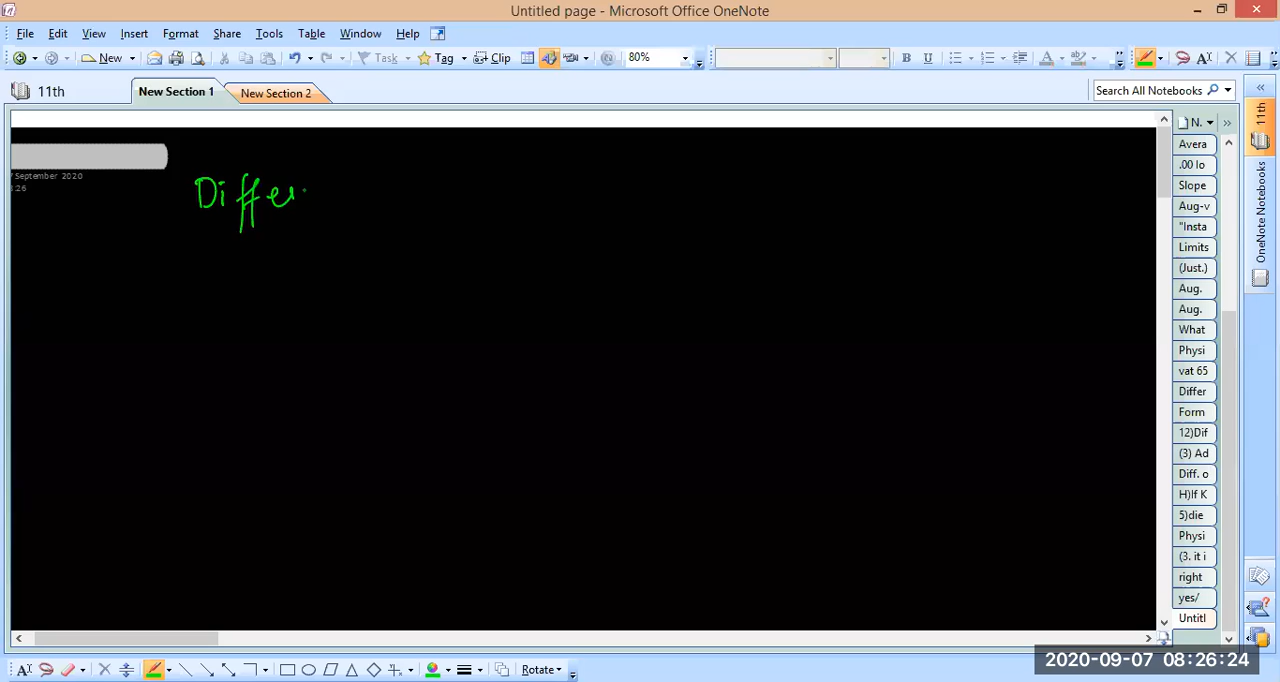 Untitled page - Microsoft Office OneNote
File Edit View Insert Format Share Tools Table Window Help
New Task Tag Clip 80% B U
11th New Section 1 New Section 2 Search All Notebooks
N.
September 2020
:26
Differ
Avera
.00 lo
Slope
Aug-v
"Insta
Limits
(Just.)
Aug.
Aug.
What
Physi
vat 65
Differ
Form
12)Dif
(3) Ad
Diff. o
H)If K
5)die
Physi
(3. it i
right
yes/
Untitl
11th
OneNote Notebooks
2020-09-07 08:26:24
Rotate